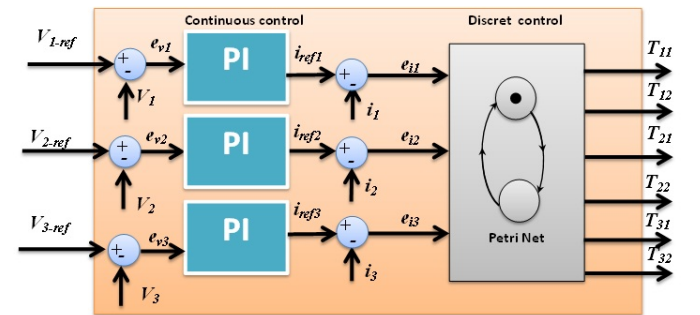 Continuous control
Discret control
V1-ref
ev1
PI
iref1
ei1
T11
+
-
+
-
V1
i1
T12
V2-ref
ev2
PI
iref2
ei2
T21
+
-
+
-
V2
i2
T22
V3-ref
ev3
PI
iref3
ei3
T31
+
-
+
-
Petri Net
V3
i3
T32